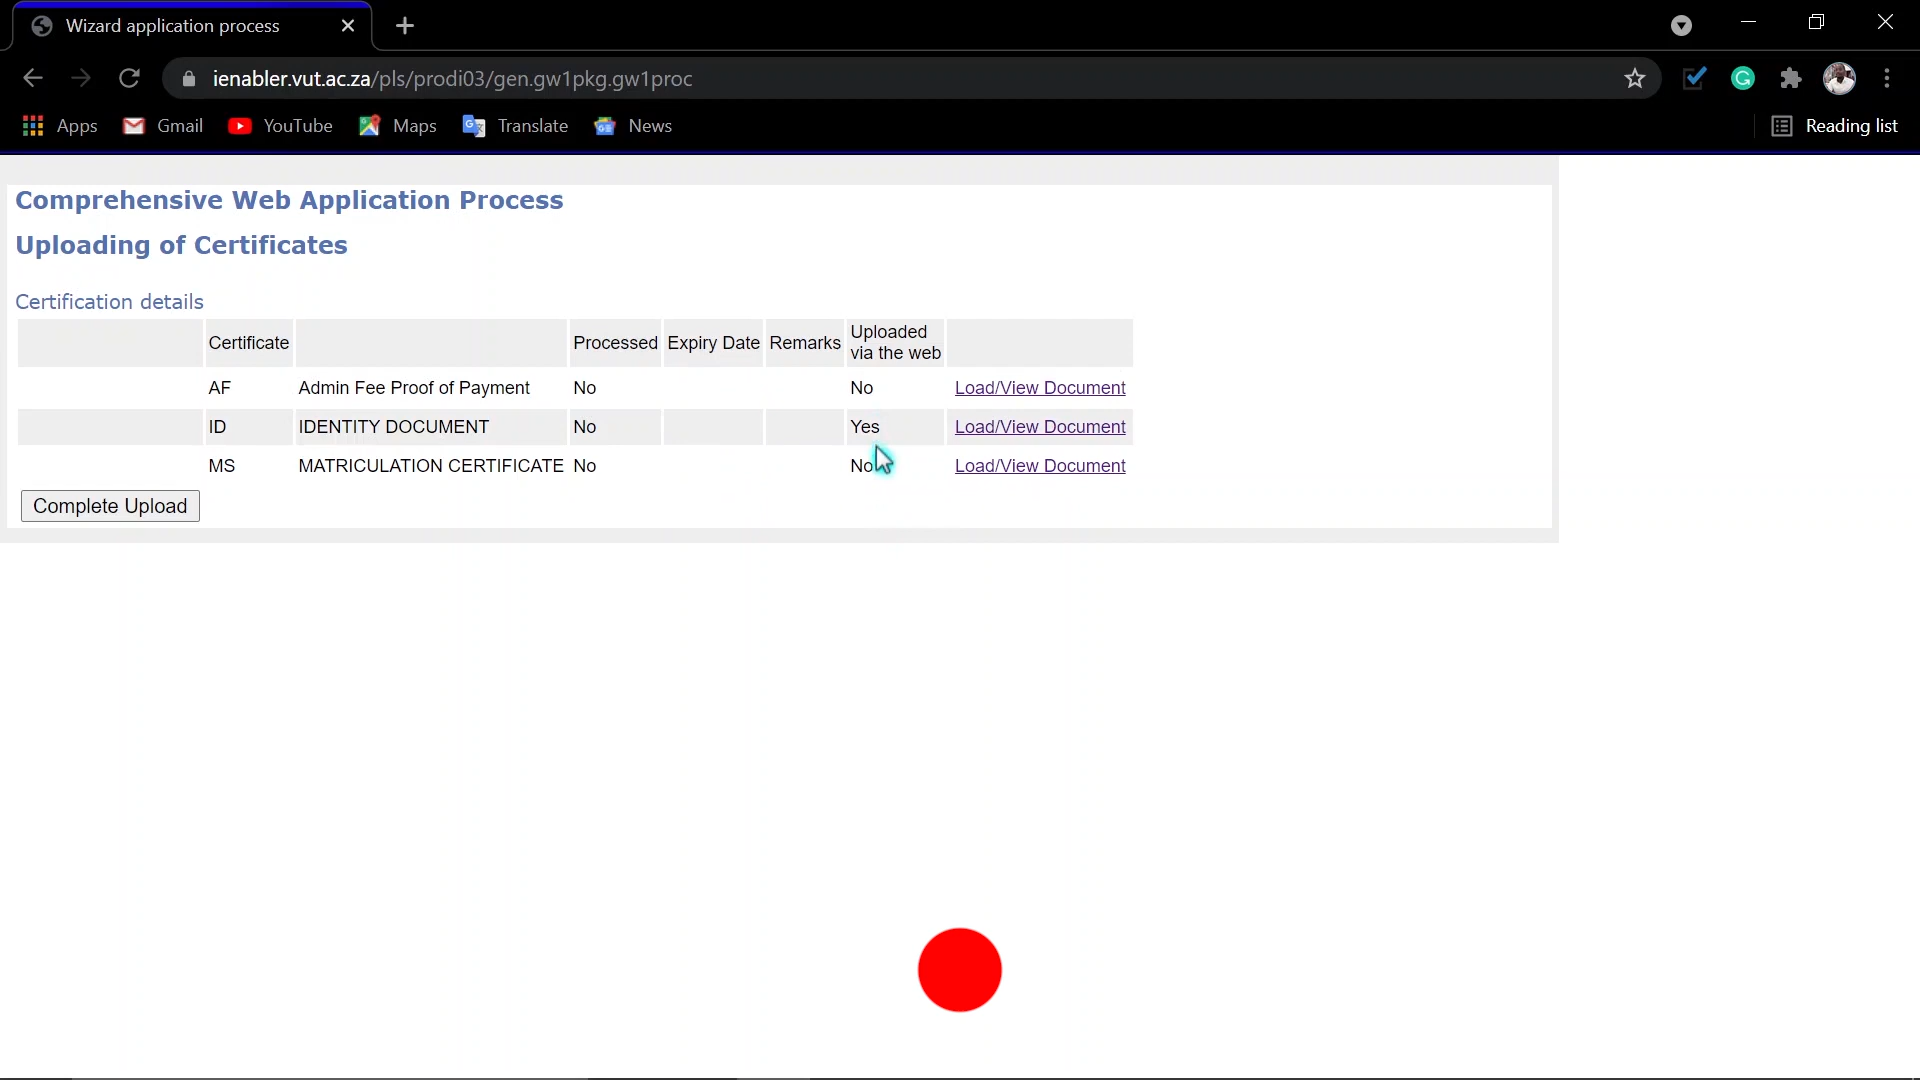 Wizard application process
ienabler.vut.ac.za/pls/prodi03/gen.gw1pkg.gw1proc
Apps Gmail YouTube Maps Translate News Reading list
Comprehensive Web Application Process
Uploading of Certificates
Certification details
Certificate Processed Expiry Date Remarks Uploaded via the web
AF Admin Fee Proof of Payment No No Load/View Document
ID IDENTITY DOCUMENT No Yes Load/View Document
MS MATRICULATION CERTIFICATE No No Load/View Document
Complete Upload